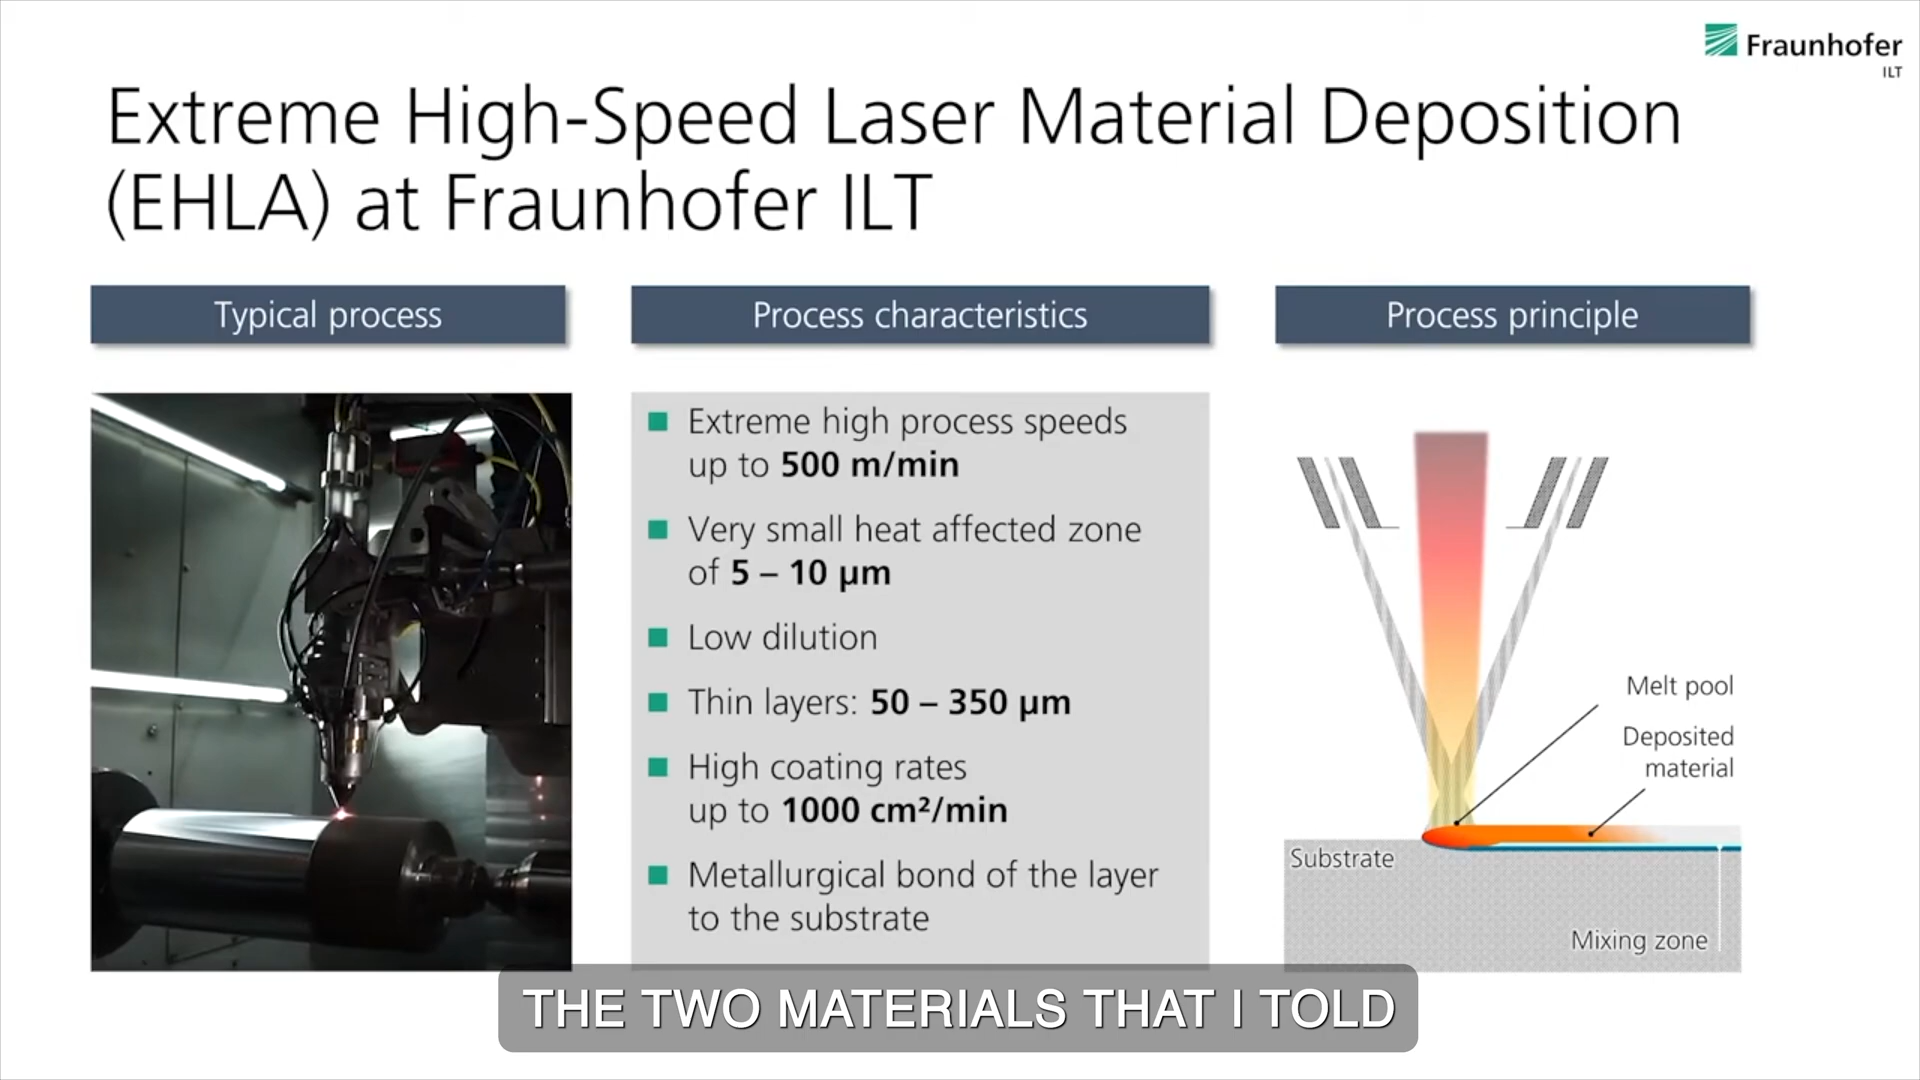 Fraunhofer
ILT
Extreme High-Speed Laser Material Deposition
(EHLA) at Fraunhofer ILT
Typical process
Process characteristics
Extreme high process speeds
up to 500 m/min
Very small heat affected zone
of 5 – 10 µm
Low dilution
Thin layers: 50 – 350 µm
High coating rates
up to 1000 cm²/min
Metallurgical bond of the layer
to the substrate
Process principle
Melt pool
Deposited
material
Substrate
Mixing zone
THE TWO MATERIALS THAT I TOLD